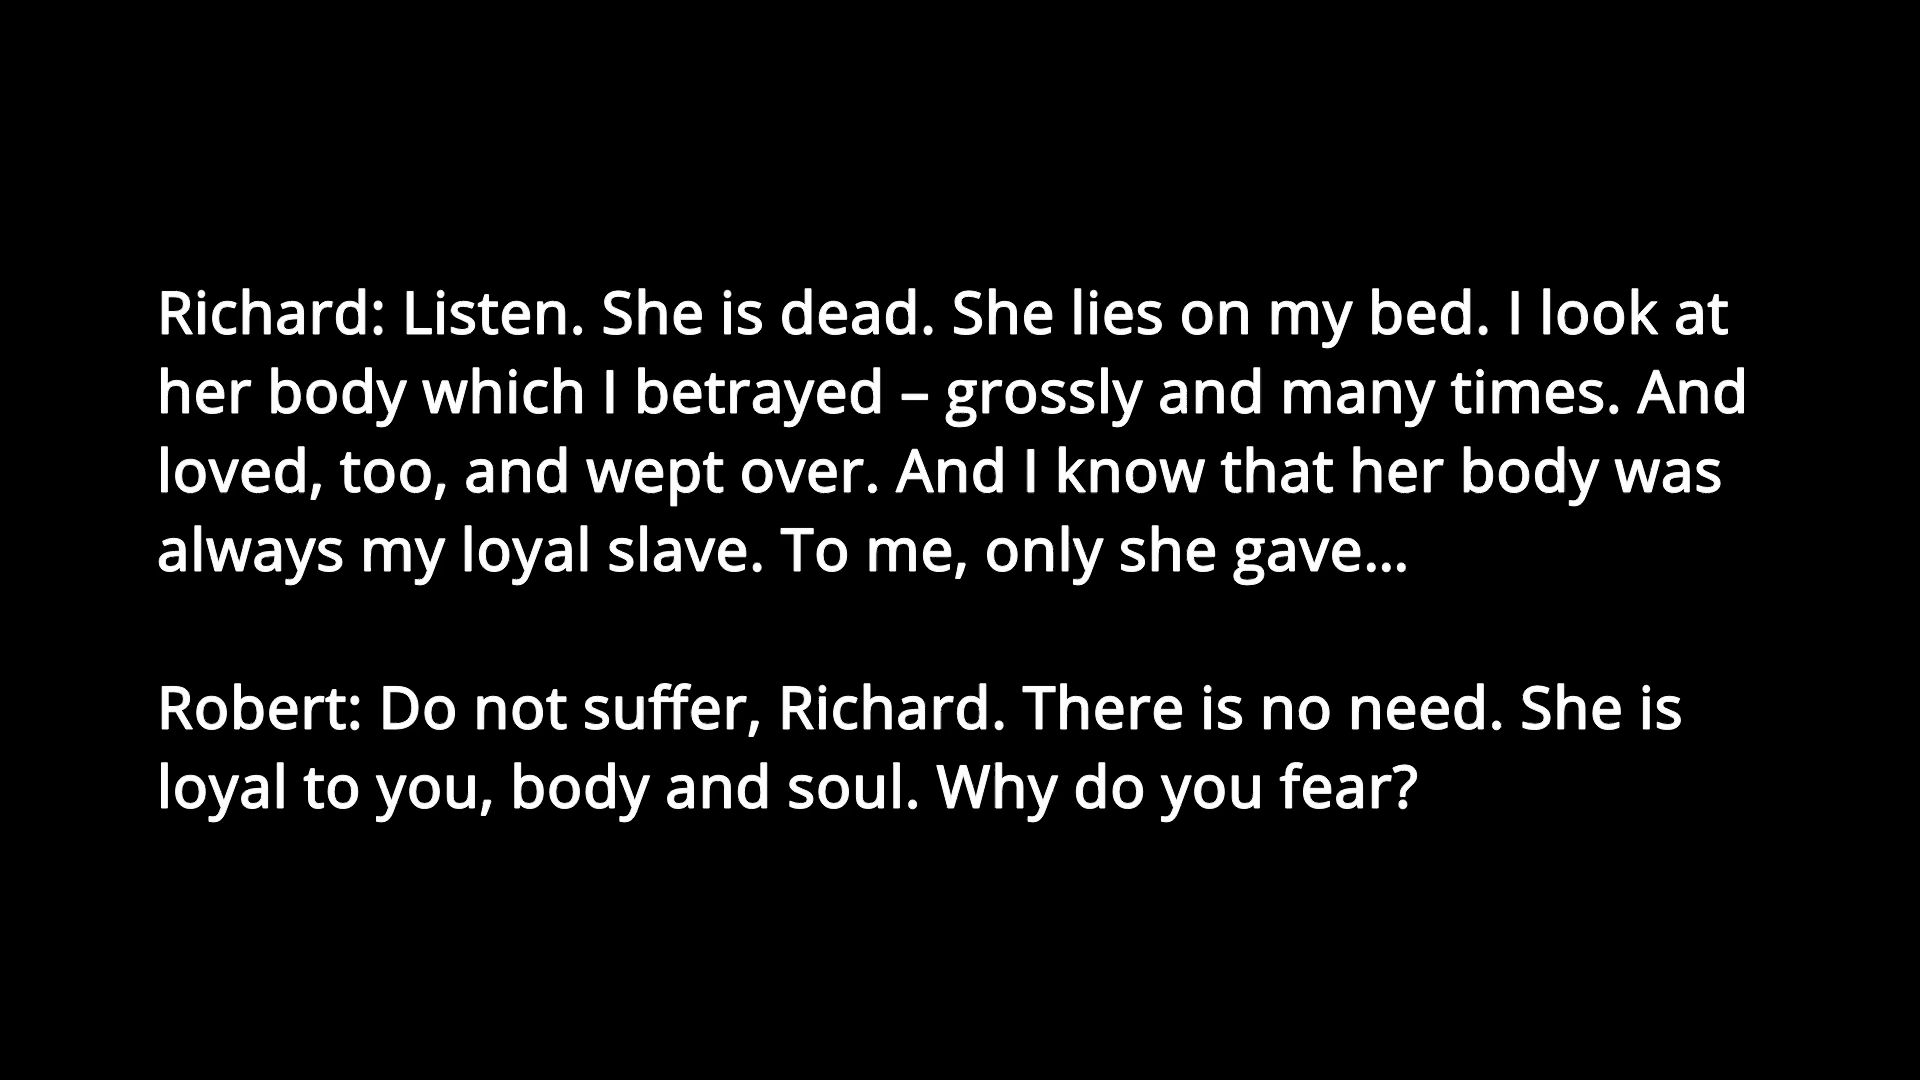 Richard: Listen. She is dead. She lies on my bed. I look at
her body which I betrayed – grossly and many times. And
loved, too, and wept over. And I know that her body was
always my loyal slave. To me, only she gave...
Robert: Do not suffer, Richard. There is no need. She is
loyal to you, body and soul. Why do you fear?